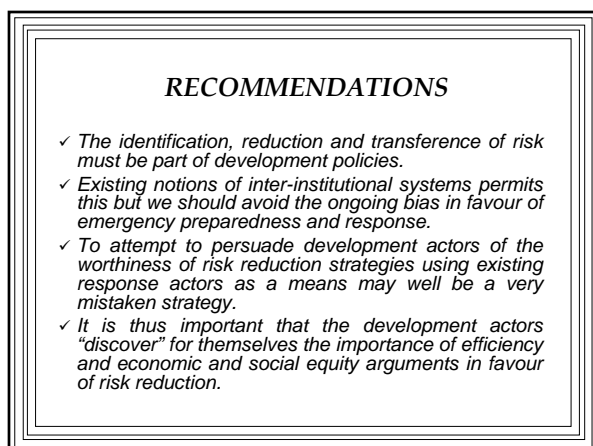 RECOMMENDATIONS
✓ The identification, reduction and transference of risk
must be part of development policies.
✓ Existing notions of inter-institutional systems permits
this but we should avoid the ongoing bias in favour of
emergency preparedness and response.
✓ To attempt to persuade development actors of the
worthiness of risk reduction strategies using existing
response actors as a means may well be a very
mistaken strategy.
✓ It is thus important that the development actors
“discover” for themselves the importance of efficiency
and economic and social equity arguments in favour
of risk reduction.